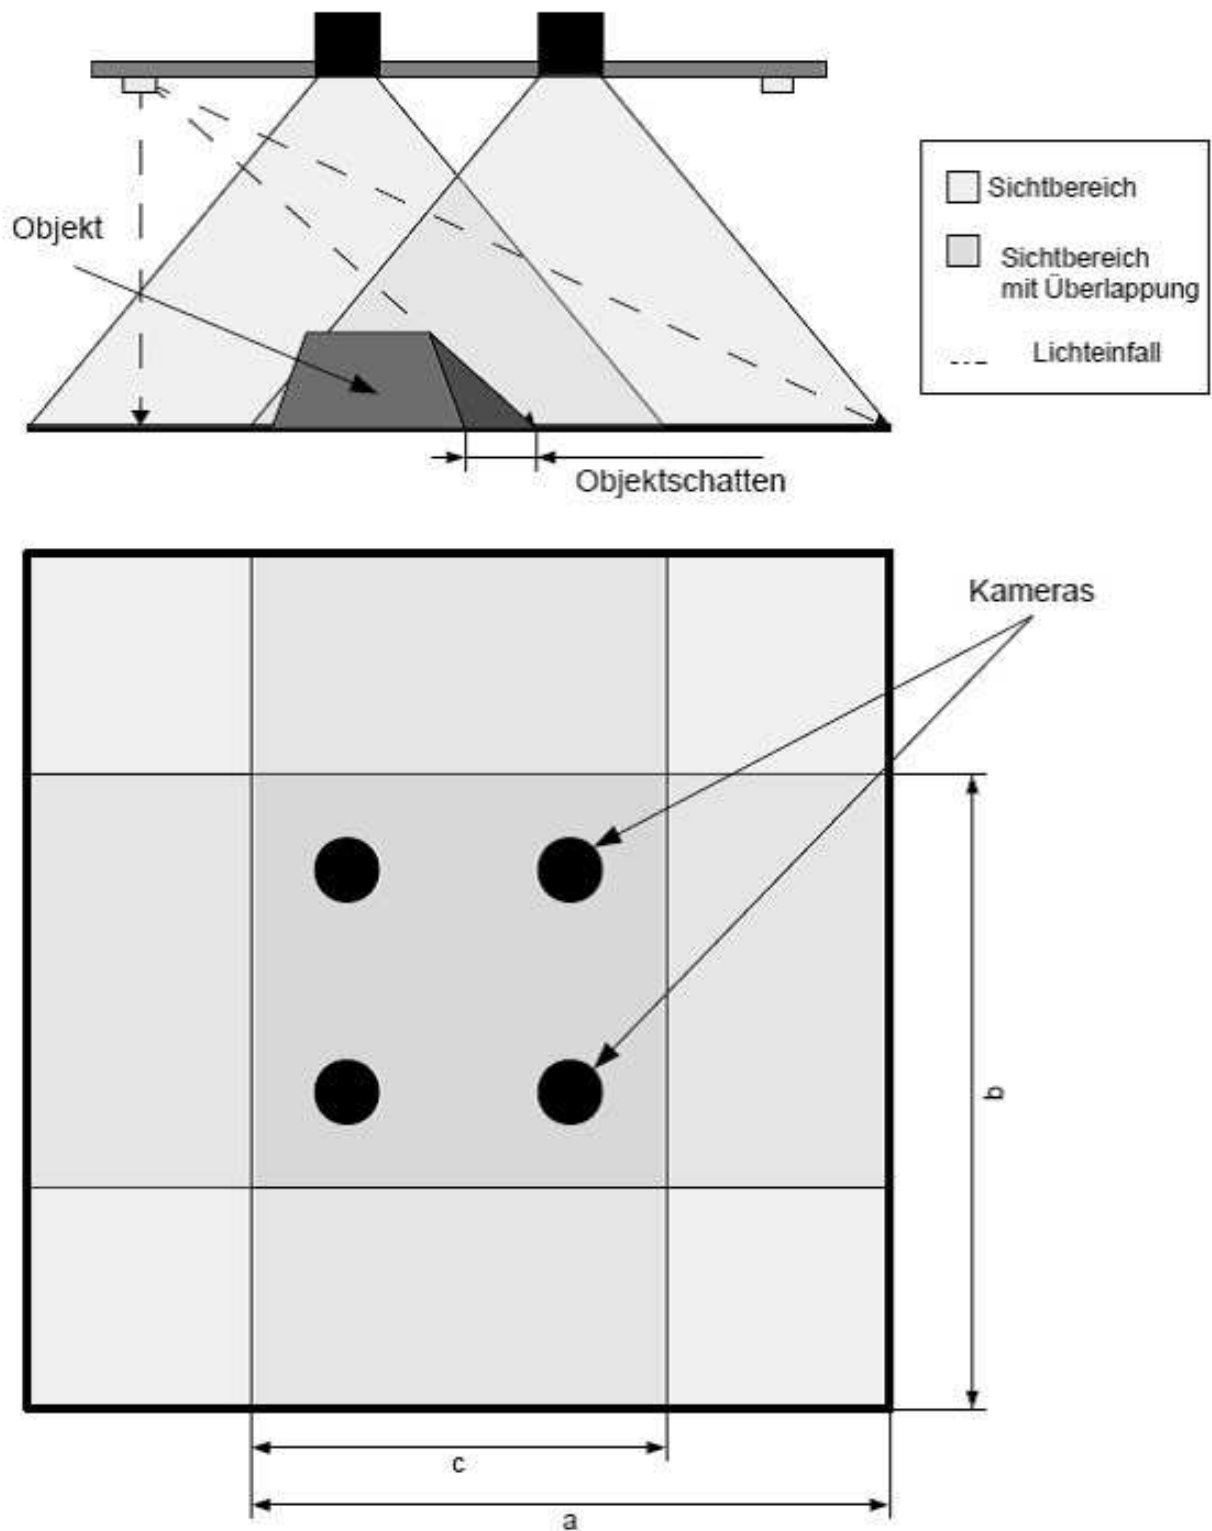 Objekt
Sichtbereich
Sichtbereich
mit Überlappung
Lichteinfall
Objektschatten
Kameras
b
c
a